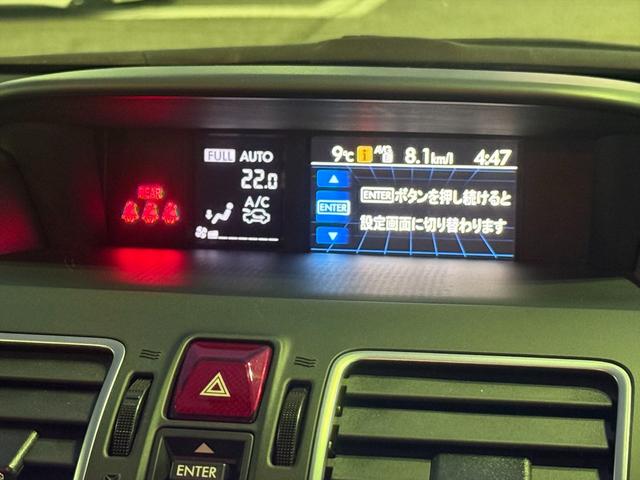 REAR
FULL AUTO
22.0
A/C
9℃ i AVG 8.1km/l 4:47
ENTER
ENTERボタンを押し続けると
設定画面に切り替わります
ENTER